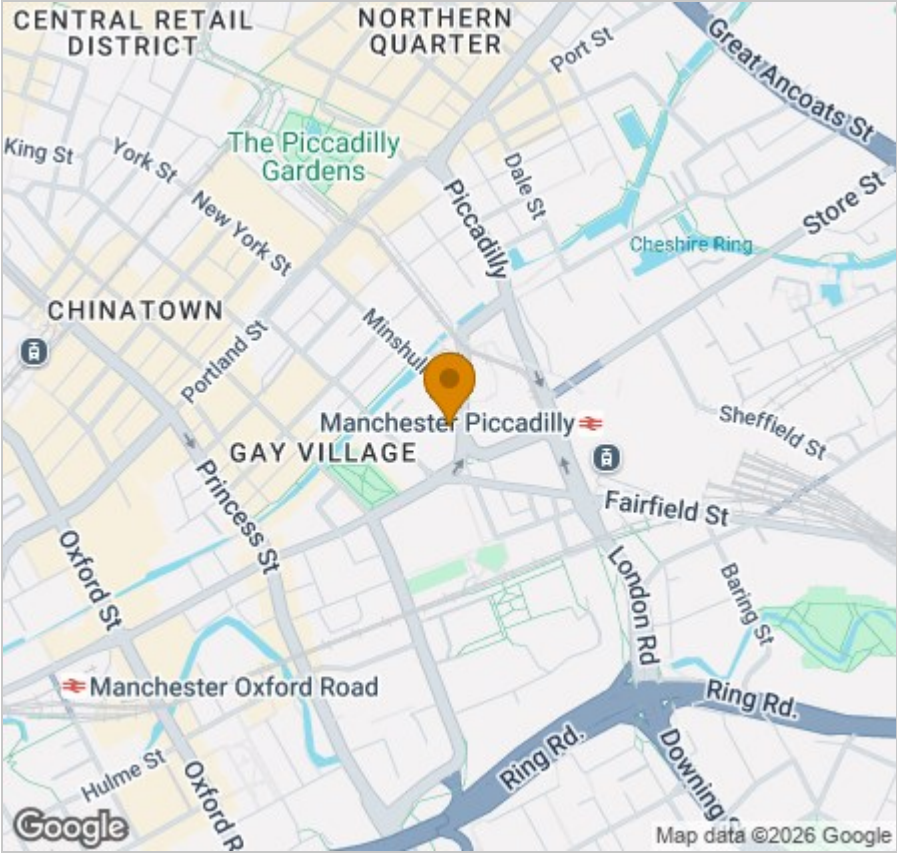 CENTRAL RETAIL
DISTRICT
NORTHERN
QUARTER
Port St
Great Ancoats St
The Piccadilly
Gardens
King St
York St
Dale St
Piccadilly
New York St
Store St
Cheshire Ring
CHINATOWN
Portland St
Minshull
Manchester Piccadilly
Sheffield St
GAY VILLAGE
Princess St
Fairfield St
Oxford St
London Rd
Baring St
Manchester Oxford Road
Ring Rd.
Ring Rd.
Hulme St
Oxford R
Downing
Google
Map data ©2026 Google